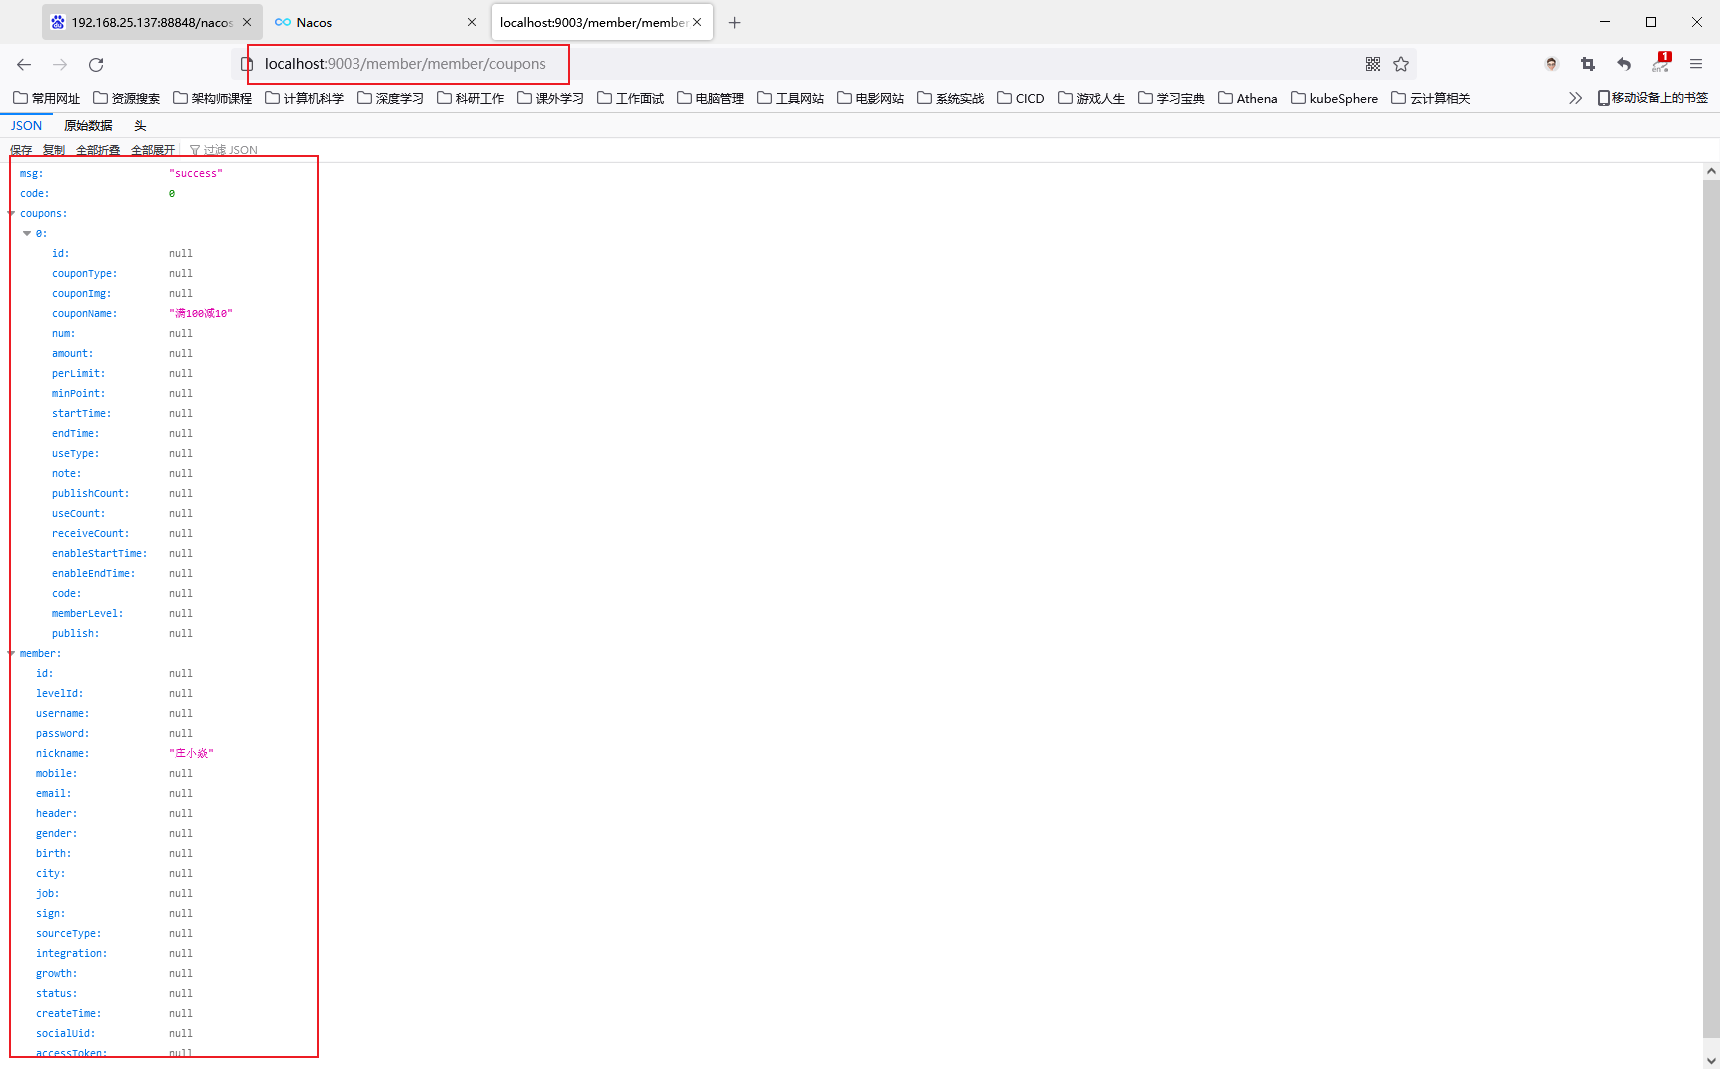 192.168.25.137:88848/nacos
Nacos
localhost:9003/member/member
localhost:9003/member/member/coupons
1
en
常用网址 资源搜索 架构师课程 计算机科学 深度学习 科研工作 课外学习 工作面试 电脑管理 工具网站 电影网站 系统实战 CICD 游戏人生 学习宝典 Athena kubeSphere 云计算相关 移动设备上的书签
JSON 原始数据 头
保存 复制 全部折叠 全部展开 过滤 JSON
msg: "success"
code: 0
coupons:
0:
id: null
couponType: null
couponImg: null
couponName: "满100减10"
num: null
amount: null
perLimit: null
minPoint: null
startTime: null
endTime: null
useType: null
note: null
publishCount: null
useCount: null
receiveCount: null
enableStartTime: null
enableEndTime: null
code: null
memberLevel: null
publish: null
member:
id: null
levelId: null
username: null
password: null
nickname: "庄小焱"
mobile: null
email: null
header: null
gender: null
birth: null
city: null
job: null
sign: null
sourceType: null
integration: null
growth: null
status: null
createTime: null
socialUid: null
accessToken: null